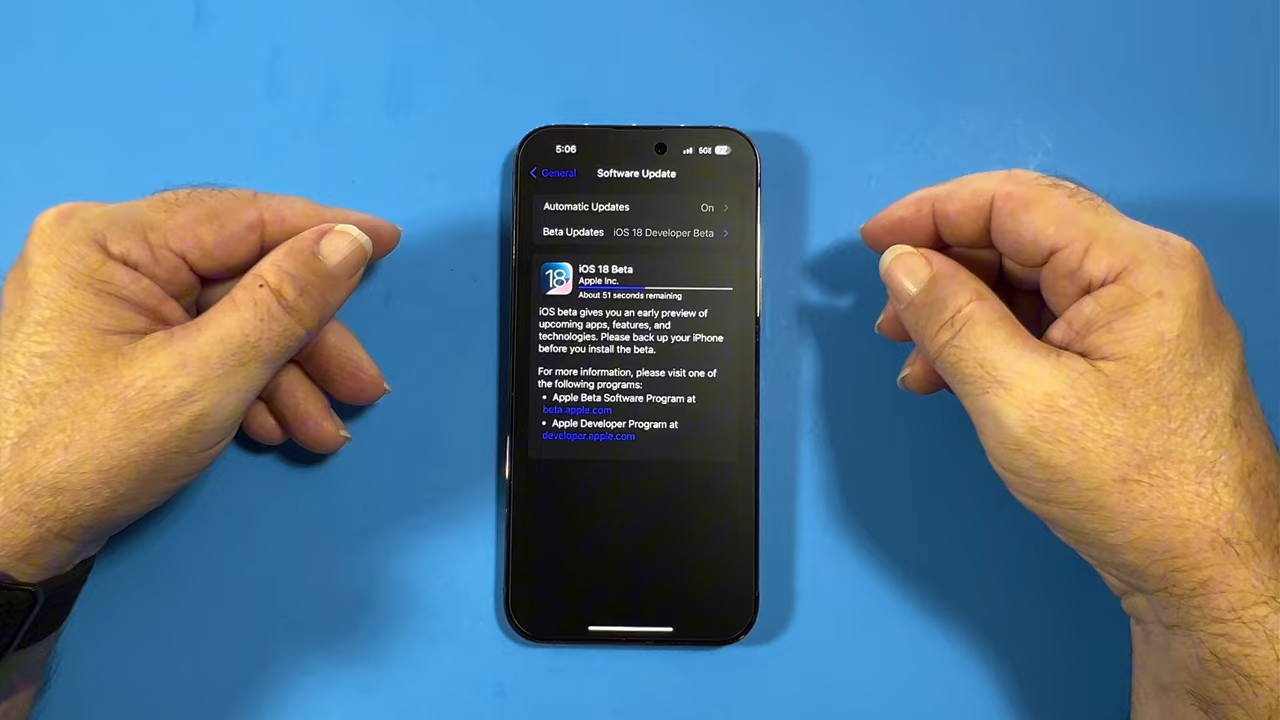 5:06
5GE
General
Software Update
Automatic Updates On
Beta Updates iOS 18 Developer Beta
18
iOS 18 Beta
Apple Inc.
About 51 seconds remaining
iOS beta gives you an early preview of
upcoming apps, features, and
technologies. Please back up your iPhone
before you install the beta.
For more information, please visit one of
the following programs:
• Apple Beta Software Program at
beta.apple.com
• Apple Developer Program at
developer.apple.com